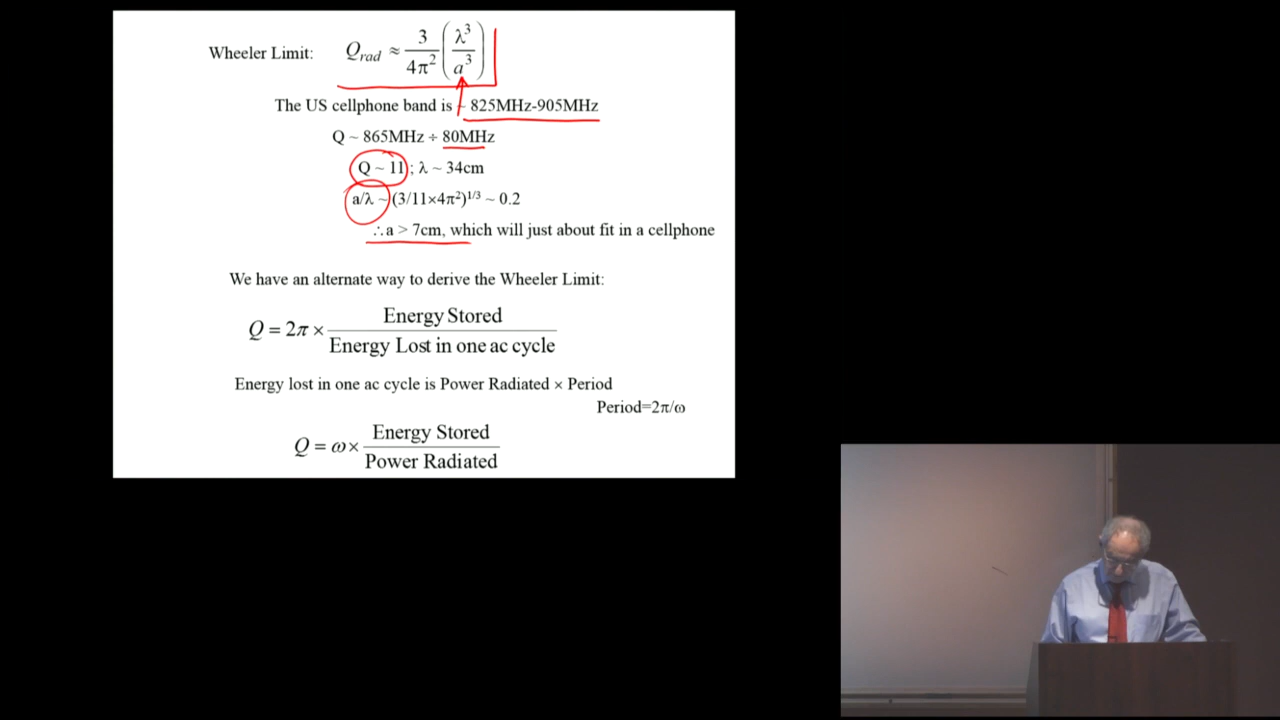 Wheeler Limit: Q_rad ≈ 3/4π² (λ³/a³)
The US cellphone band is ~ 825MHz-905MHz
Q ~ 865MHz ÷ 80MHz
Q ~ 11; λ ~ 34cm
a/λ ~ (3/11×4π²)^1/3 ~ 0.2
∴a > 7cm, which will just about fit in a cellphone
We have an alternate way to derive the Wheeler Limit:
Q = 2π × Energy Stored / Energy Lost in one ac cycle
Energy lost in one ac cycle is Power Radiated × Period
Period=2π/ω
Q = ω × Energy Stored / Power Radiated